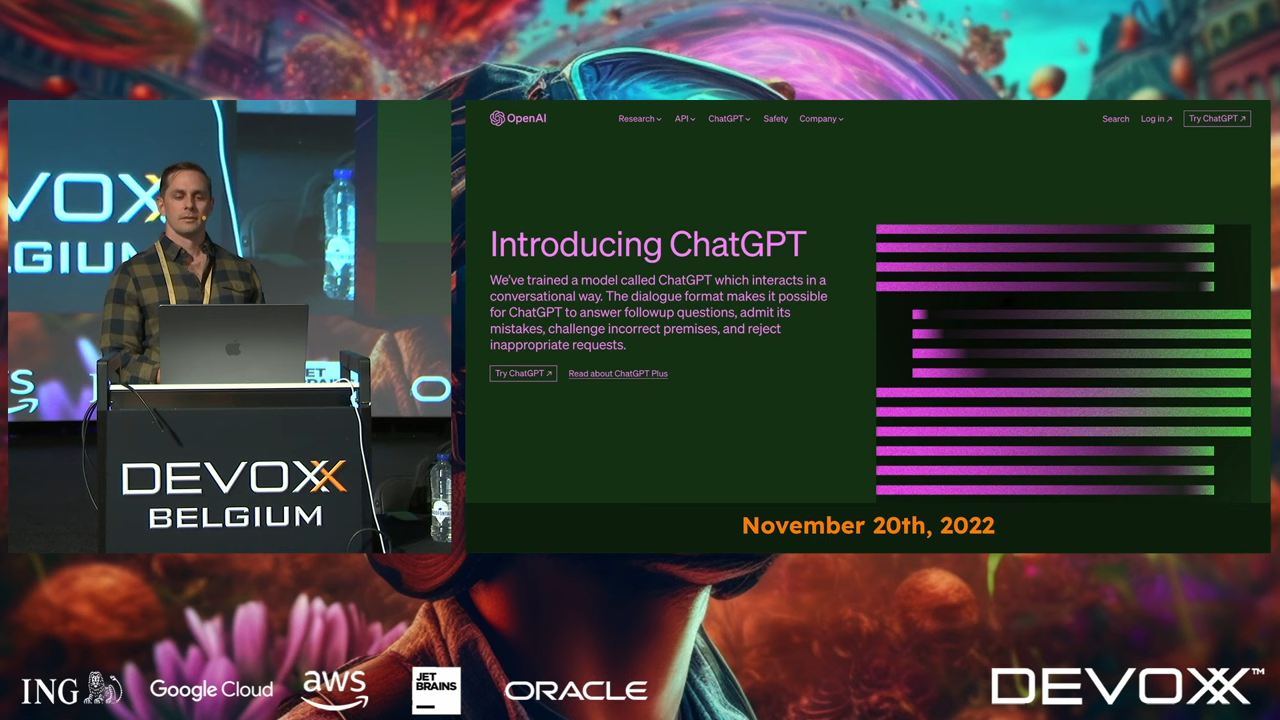 VOXX
LGIUM
DEVOXX
BELGIUM
OpenAI
Research
API
ChatGPT
Safety
Company
Search
Log in ↗
Try ChatGPT ↗
Introducing ChatGPT
We've trained a model called ChatGPT which interacts in a
conversational way. The dialogue format makes it possible
for ChatGPT to answer followup questions, admit its
mistakes, challenge incorrect premises, and reject
inappropriate requests.
Try ChatGPT ↗
Read about ChatGPT Plus
November 20th, 2022
ING
Google Cloud
aws
JET
BRAINS
ORACLE
DEVOXX™